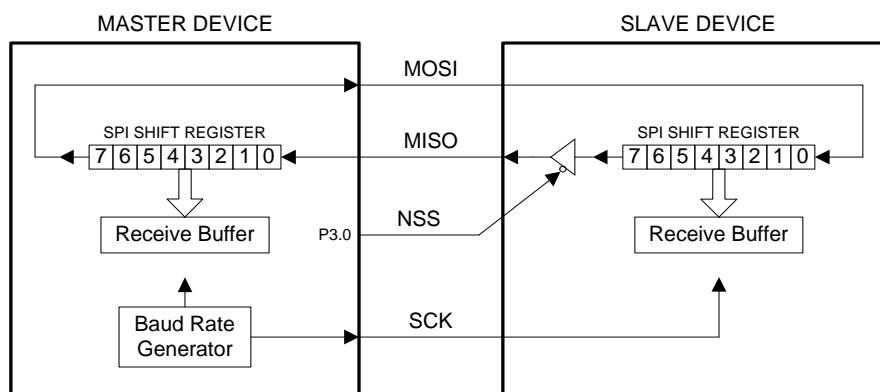 MASTER DEVICE
SLAVE DEVICE
MOSI
SPI SHIFT REGISTER
7 6 5 4 3 2 1 0
MISO
SPI SHIFT REGISTER
7 6 5 4 3 2 1 0
Receive Buffer
P3.0
NSS
Receive Buffer
Baud Rate
Generator
SCK